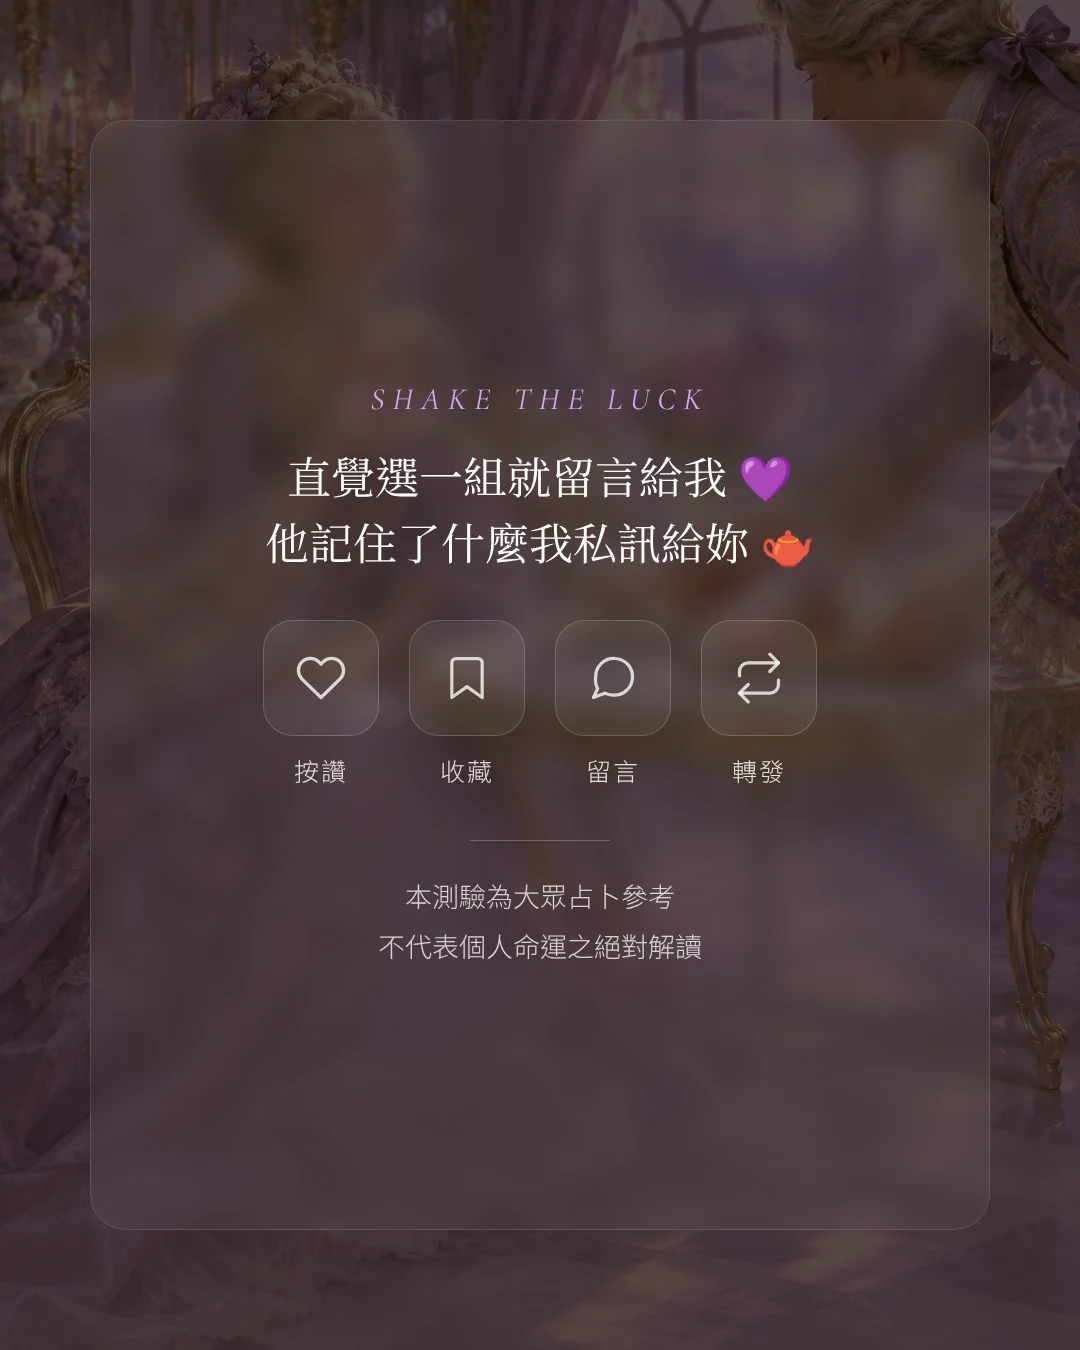 SHAKE THE LUCK
直覺選一組就留言給我 💜
他記住了什麼我私訊給妳 🫖
按讚 收藏 留言 轉發
本測驗為大眾占卜參考
不代表個人命運之絕對解讀